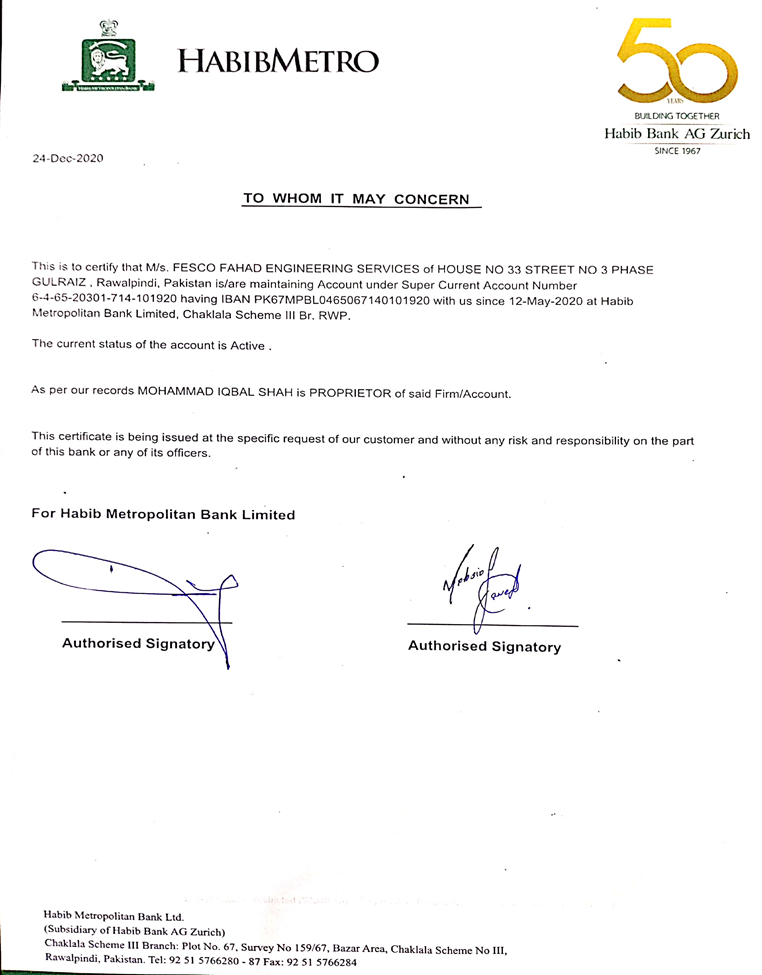 HABIB METROPOLITAN BANK
HABIBMETRO
50
YEARS
BUILDING TOGETHER
Habib Bank AG Zurich
SINCE 1967
24-Dec-2020
TO WHOM IT MAY CONCERN
This is to certify that M/s. FESCO FAHAD ENGINEERING SERVICES of HOUSE NO 33 STREET NO 3 PHASE
GULRAIZ , Rawalpindi, Pakistan is/are maintaining Account under Super Current Account Number
6-4-65-20301-714-101920 having IBAN PK67MPBL0465067140101920 with us since 12-May-2020 at Habib
Metropolitan Bank Limited, Chaklala Scheme III Br. RWP.
The current status of the account is Active .
As per our records MOHAMMAD IQBAL SHAH is PROPRIETOR of said Firm/Account.
This certificate is being issued at the specific request of our customer and without any risk and responsibility on the part
of this bank or any of its officers.
For Habib Metropolitan Bank Limited
Authorised Signatory
Authorised Signatory
Habib Metropolitan Bank Ltd.
(Subsidiary of Habib Bank AG Zurich)
Chaklala Scheme III Branch: Plot No. 67, Survey No 159/67, Bazar Area, Chaklala Scheme No III,
Rawalpindi, Pakistan. Tel: 92 51 5766280 - 87 Fax: 92 51 5766284